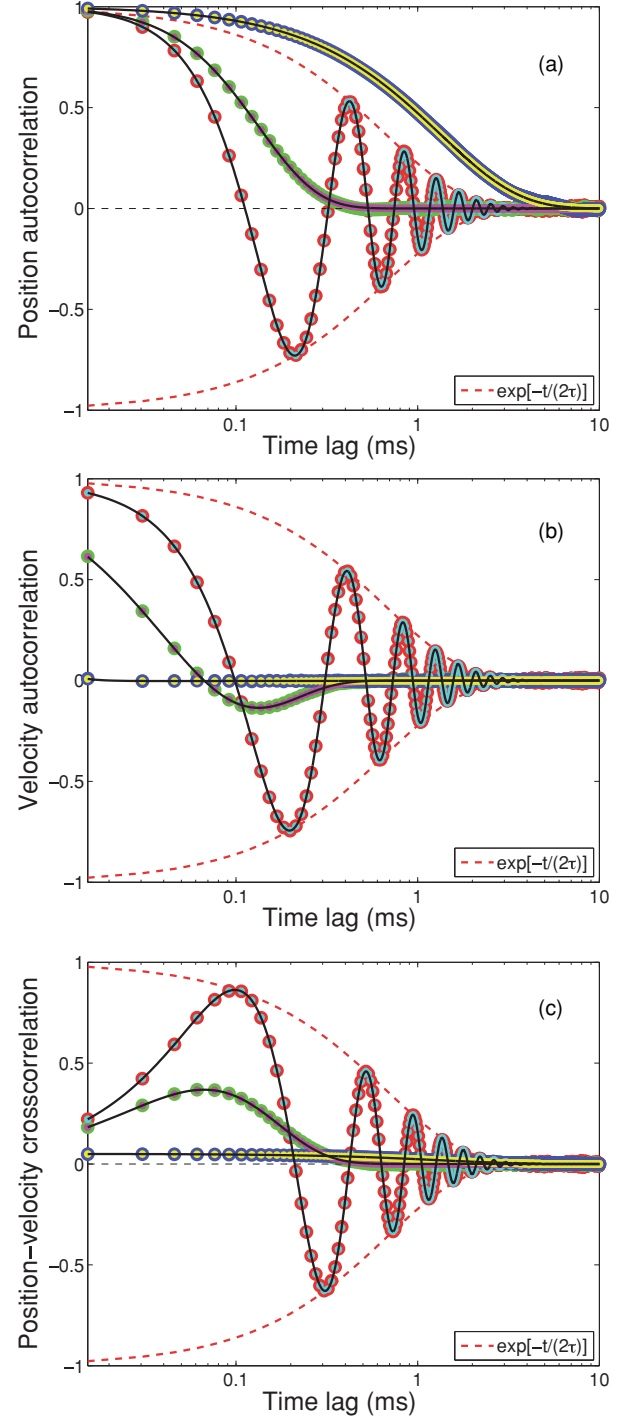 1
(a)
0.5
Position autocorrelation
0
−0.5
exp[−t/(2τ)]
−1
0.1
1
10
Time lag (ms)
1
(b)
0.5
Velocity autocorrelation
0
−0.5
exp[−t/(2τ)]
−1
0.1
1
10
Time lag (ms)
1
(c)
0.5
Position−velocity crosscorrelation
0
−0.5
exp[−t/(2τ)]
−1
0.1
1
10
Time lag (ms)